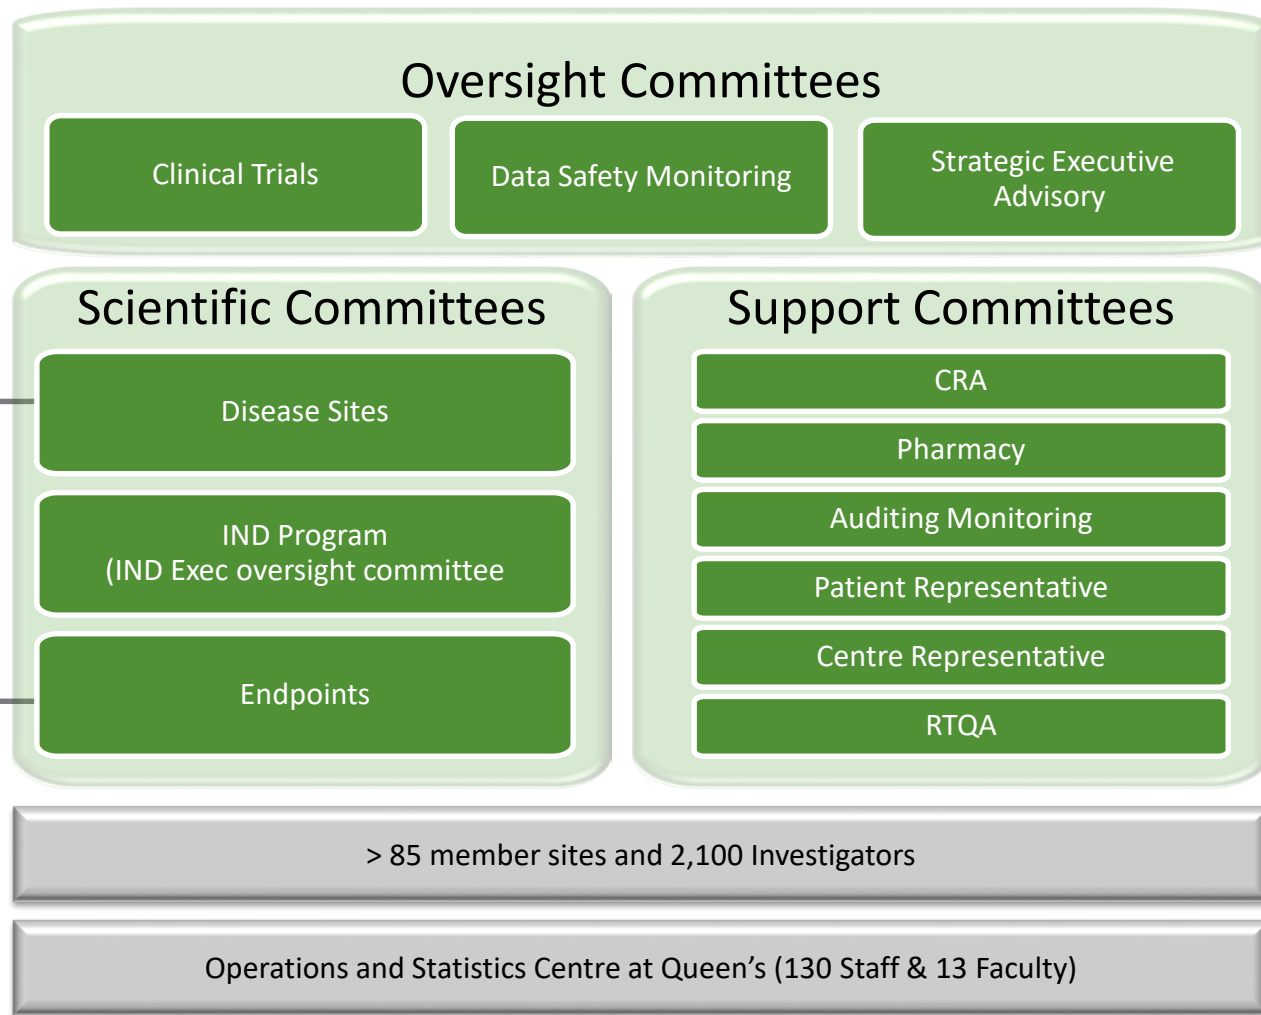 Oversight Committees
Clinical Trials
Data Safety Monitoring
Strategic Executive
Advisory
Scientific Committees
Disease Sites
IND Program
(IND Exec oversight committee
Endpoints
Support Committees
CRA
Pharmacy
Auditing Monitoring
Patient Representative
Centre Representative
RTQA
> 85 member sites and 2,100 Investigators
Operations and Statistics Centre at Queen’s (130 Staff & 13 Faculty)